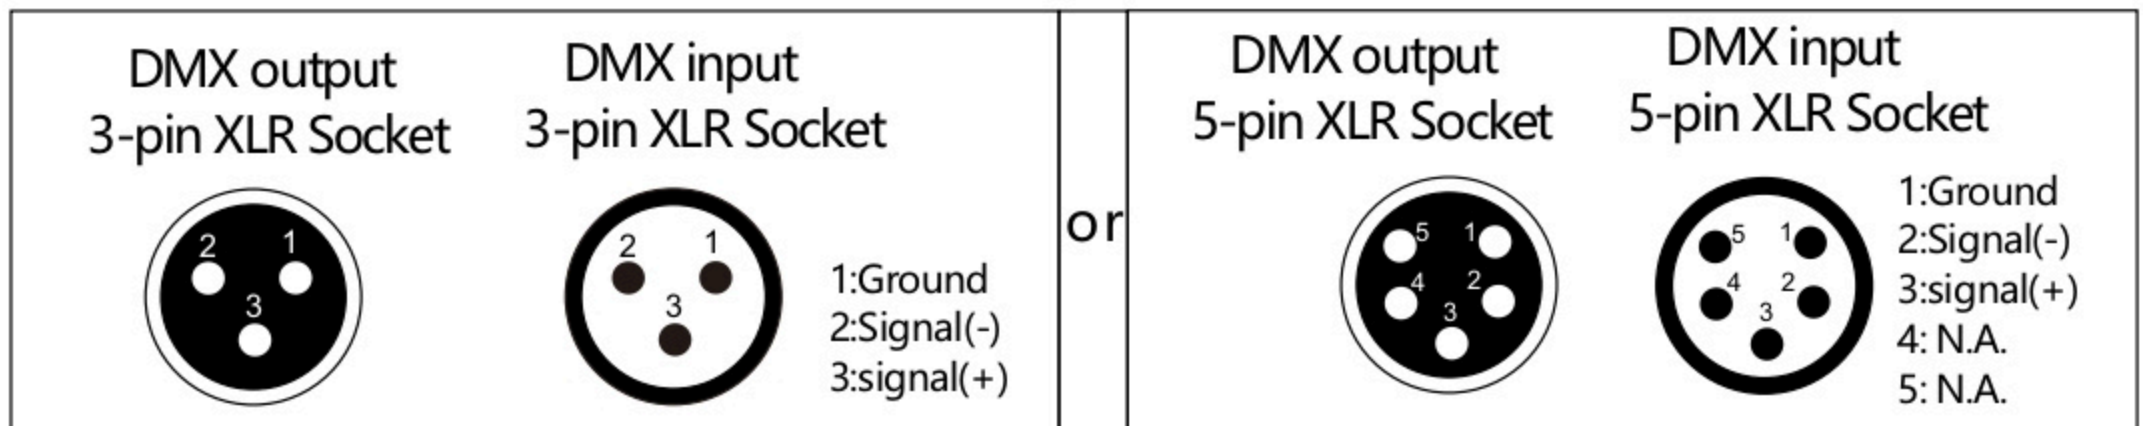 DMX output
3-pin XLR Socket
2 1
3
DMX input
3-pin XLR Socket
2 1
3
1:Ground
2:Signal(-)
3:signal(+)
or
DMX output
5-pin XLR Socket
5 1
4 2
3
DMX input
5-pin XLR Socket
5 1
4 2
3
1:Ground
2:Signal(-)
3:signal(+)
4: N.A.
5: N.A.